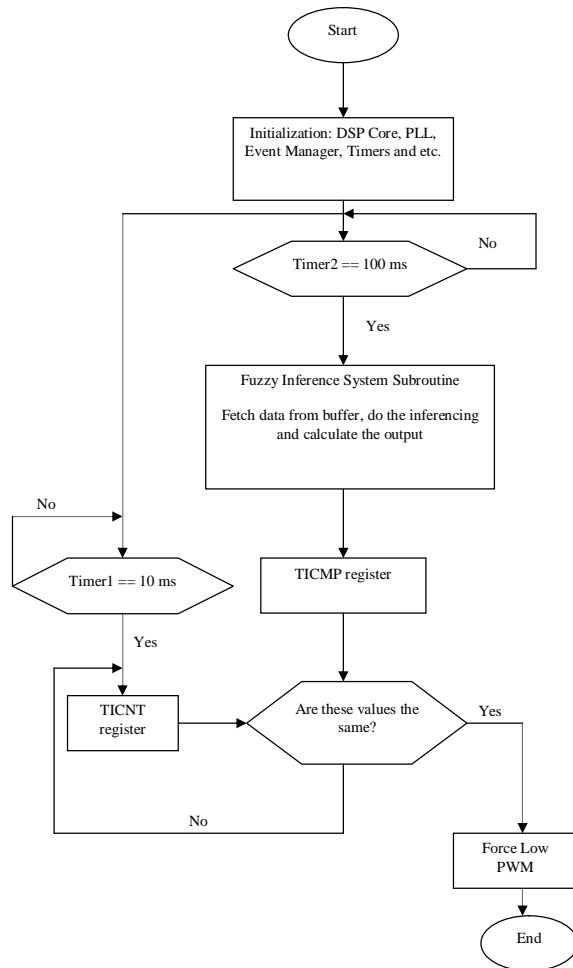 Start
Initialization: DSP Core, PLL,
Event Manager, Timers and etc.
No
Timer2 == 100 ms
Yes
Fuzzy Inference System Subroutine
Fetch data from buffer, do the inferencing
and calculate the output
No
Timer1 == 10 ms
TICMP register
Yes
TICNT
register
Are these values the
same?
Yes
No
Force Low
PWM
End